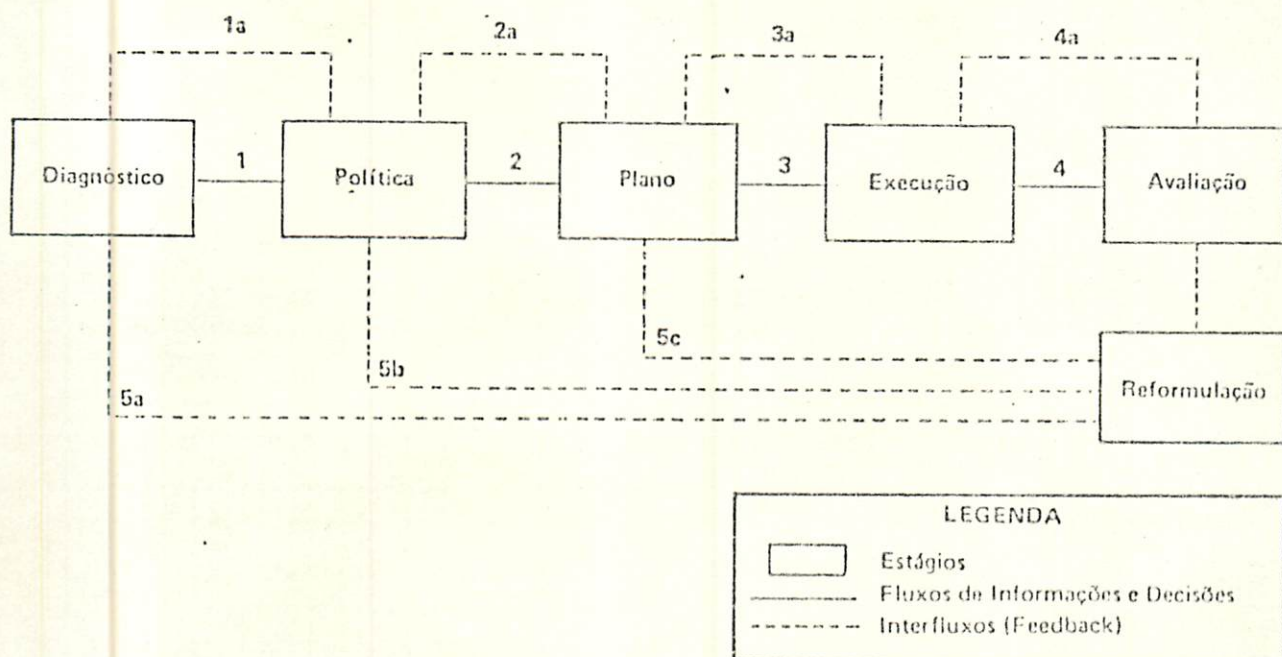 1a
2a
3a
4a
Diagnóstico
1
Política
2
Plano
3
Execução
4
Avaliação
5a
5b
5c
Reformulação
LEGENDA
Estágios
Fluxos de Informações e Decisões
Interfluxos (Feedback)